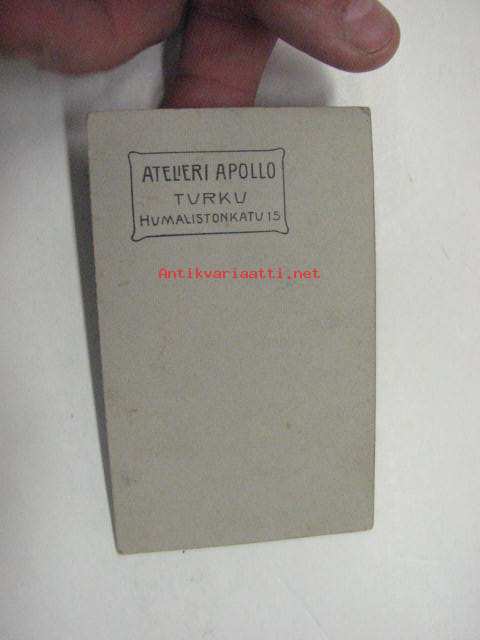 ATELIERI APOLLO
TURKU
HUMALISTONKATU 15
Antikvariaatti.net